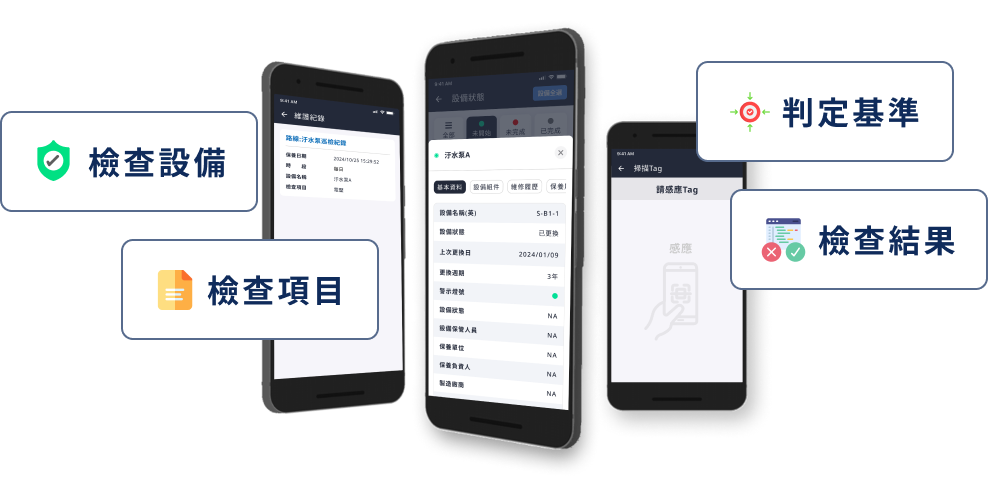 檢查設備
檢查項目
9:41 AM
維護紀錄
路線:汙水泵巡檢紀錄
保養日期 2024/10/25 15:29:52
時 段 每日
設備名稱 汙水泵A
檢查項目 電壓
9:41 AM
設備狀態
設備全選
全部
未開始
未完成
已完成
汙水泵A
基本資料 設備組件 維修履歷
設備名稱(英) S-B1-1
設備狀態 已更換
上次更換日 2024/01/09
更換週期 3年
警示燈號
設備狀態 NA
設備保管人員 NA
保養單位 NA
保養負責人 NA
製造廠商 NA
判定基準
9:41 AM
掃描Tag
請感應Tag
感應
檢查結果